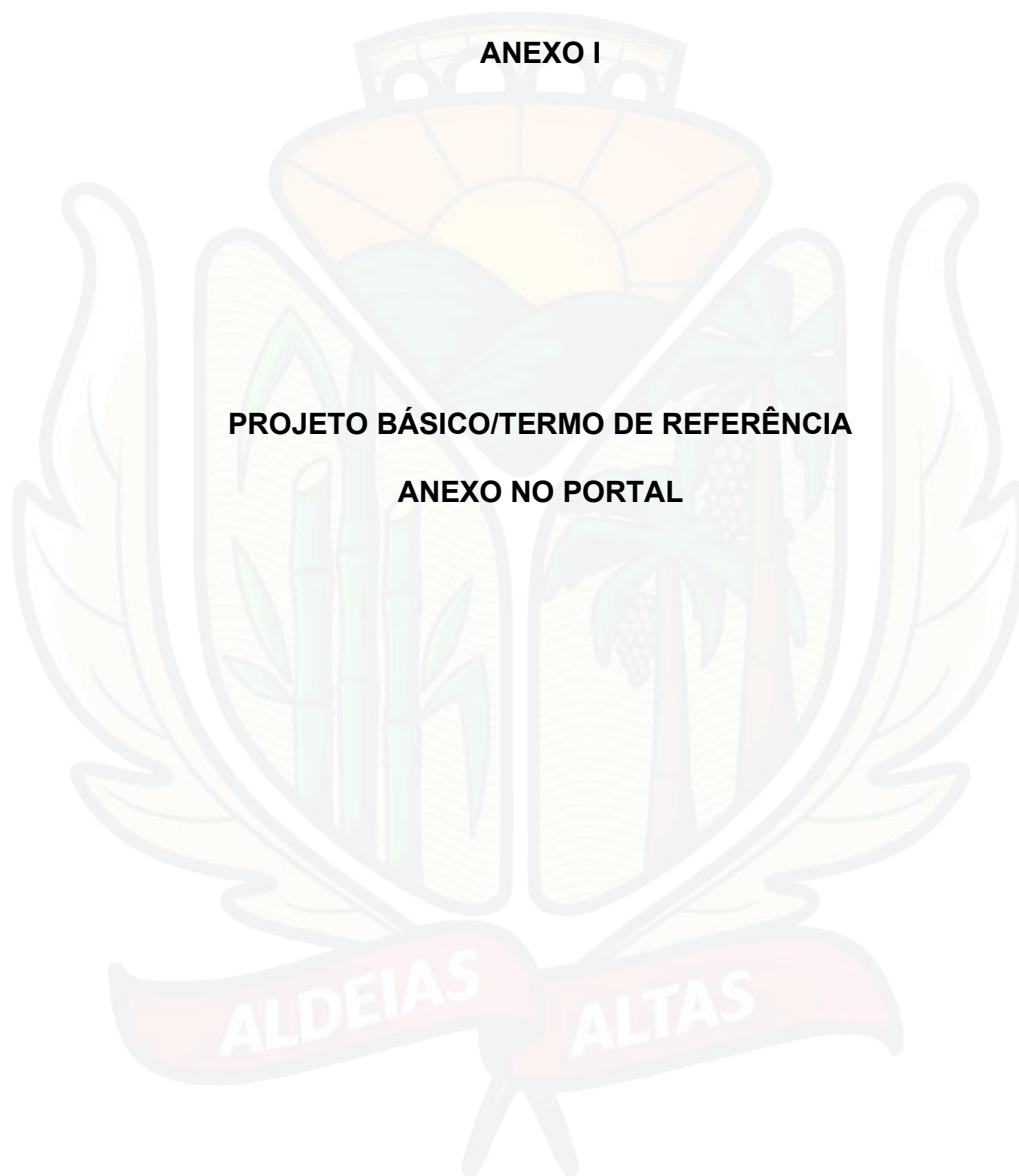 ANEXO I
PROJETO BÁSICO/TERMO DE REFERÊNCIA
ANEXO NO PORTAL
ALDEIAS ALTAS